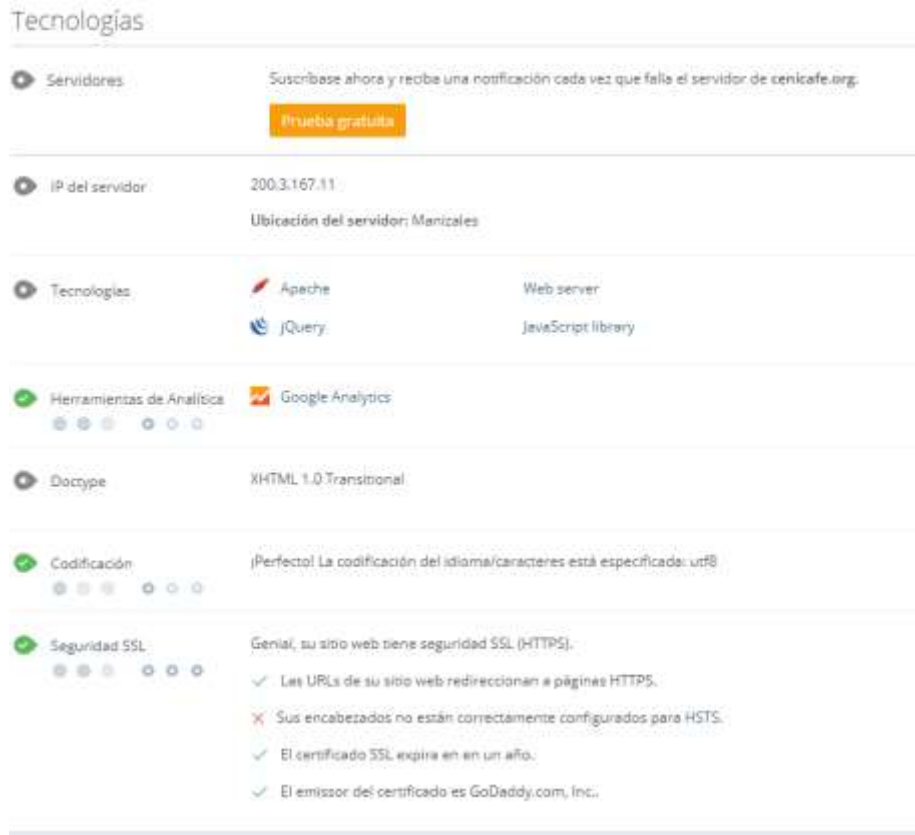 Tecnologías
Servidores
Suscríbase ahora y reciba una notificación cada vez que falla el servidor de cenicafe.org.
Prueba gratuita
IP del servidor
200.3.167.11
Ubicación del servidor: Manizales
Tecnologías
Apache
Web server
jQuery
JavaScript library
Herramientas de Analítica
Google Analytics
Doctype
XHTML 1.0 Transitional
Codificación
¡Perfecto! La codificación del idioma/caracteres está especificada: utf8
Seguridad SSL
Genial, su sitio web tiene seguridad SSL (HTTPS).
Las URLs de su sitio web redireccionan a páginas HTTPS.
Sus encabezados no están correctamente configurados para HSTS.
El certificado SSL expira en en un año.
El emissor del certificado es GoDaddy.com, Inc..